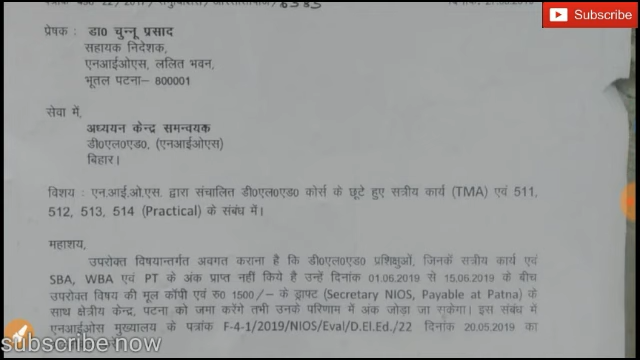 Subscribe
प्रेषक : डा0 चुन्नू प्रसाद
सहायक निदेशक,
एनआईओएस, ललित भवन,
भूतल पटना– 800001
सेवा में,
अध्ययन केन्द्र समन्वयक
डी0एल0एड0, (एनआईओएस)
बिहार।
विशय : एन.आई.ओ.एस. द्वारा संचालित डी0एल0एड0 कोर्स के छूटे हुए सत्रीय कार्य (TMA) एवं 511,
512, 513, 514 (Practical) के संबंध में।
महाशय,
उपरोक्त विषयान्तर्गत अवगत कराना है कि डी0एल0एड0 प्रशिक्षुओं, जिनके सत्रीय कार्य एवं
SBA, WBA एवं PT के अंक प्राप्त नहीं किये है उन्हें दिनांक 01.06.2019 से 15.06.2019 के बीच
उपरोक्त विषय की मूल कॉपी एवं रु0 1500/– के ड्राफ्ट (Secretary NIOS, Payable at Patna) के
साथ क्षेत्रीय केन्द्र, पटना को जमा करेंगे तभी उनके परिणाम में अंक जोड़ा जा सकेगा। इस संबंध में
एनआईओएस मुख्यालय के पत्रांक F-4-1/2019/NIOS/Eval/D.El.Ed./22 दिनांक 20.05.2019 का
subscribe now